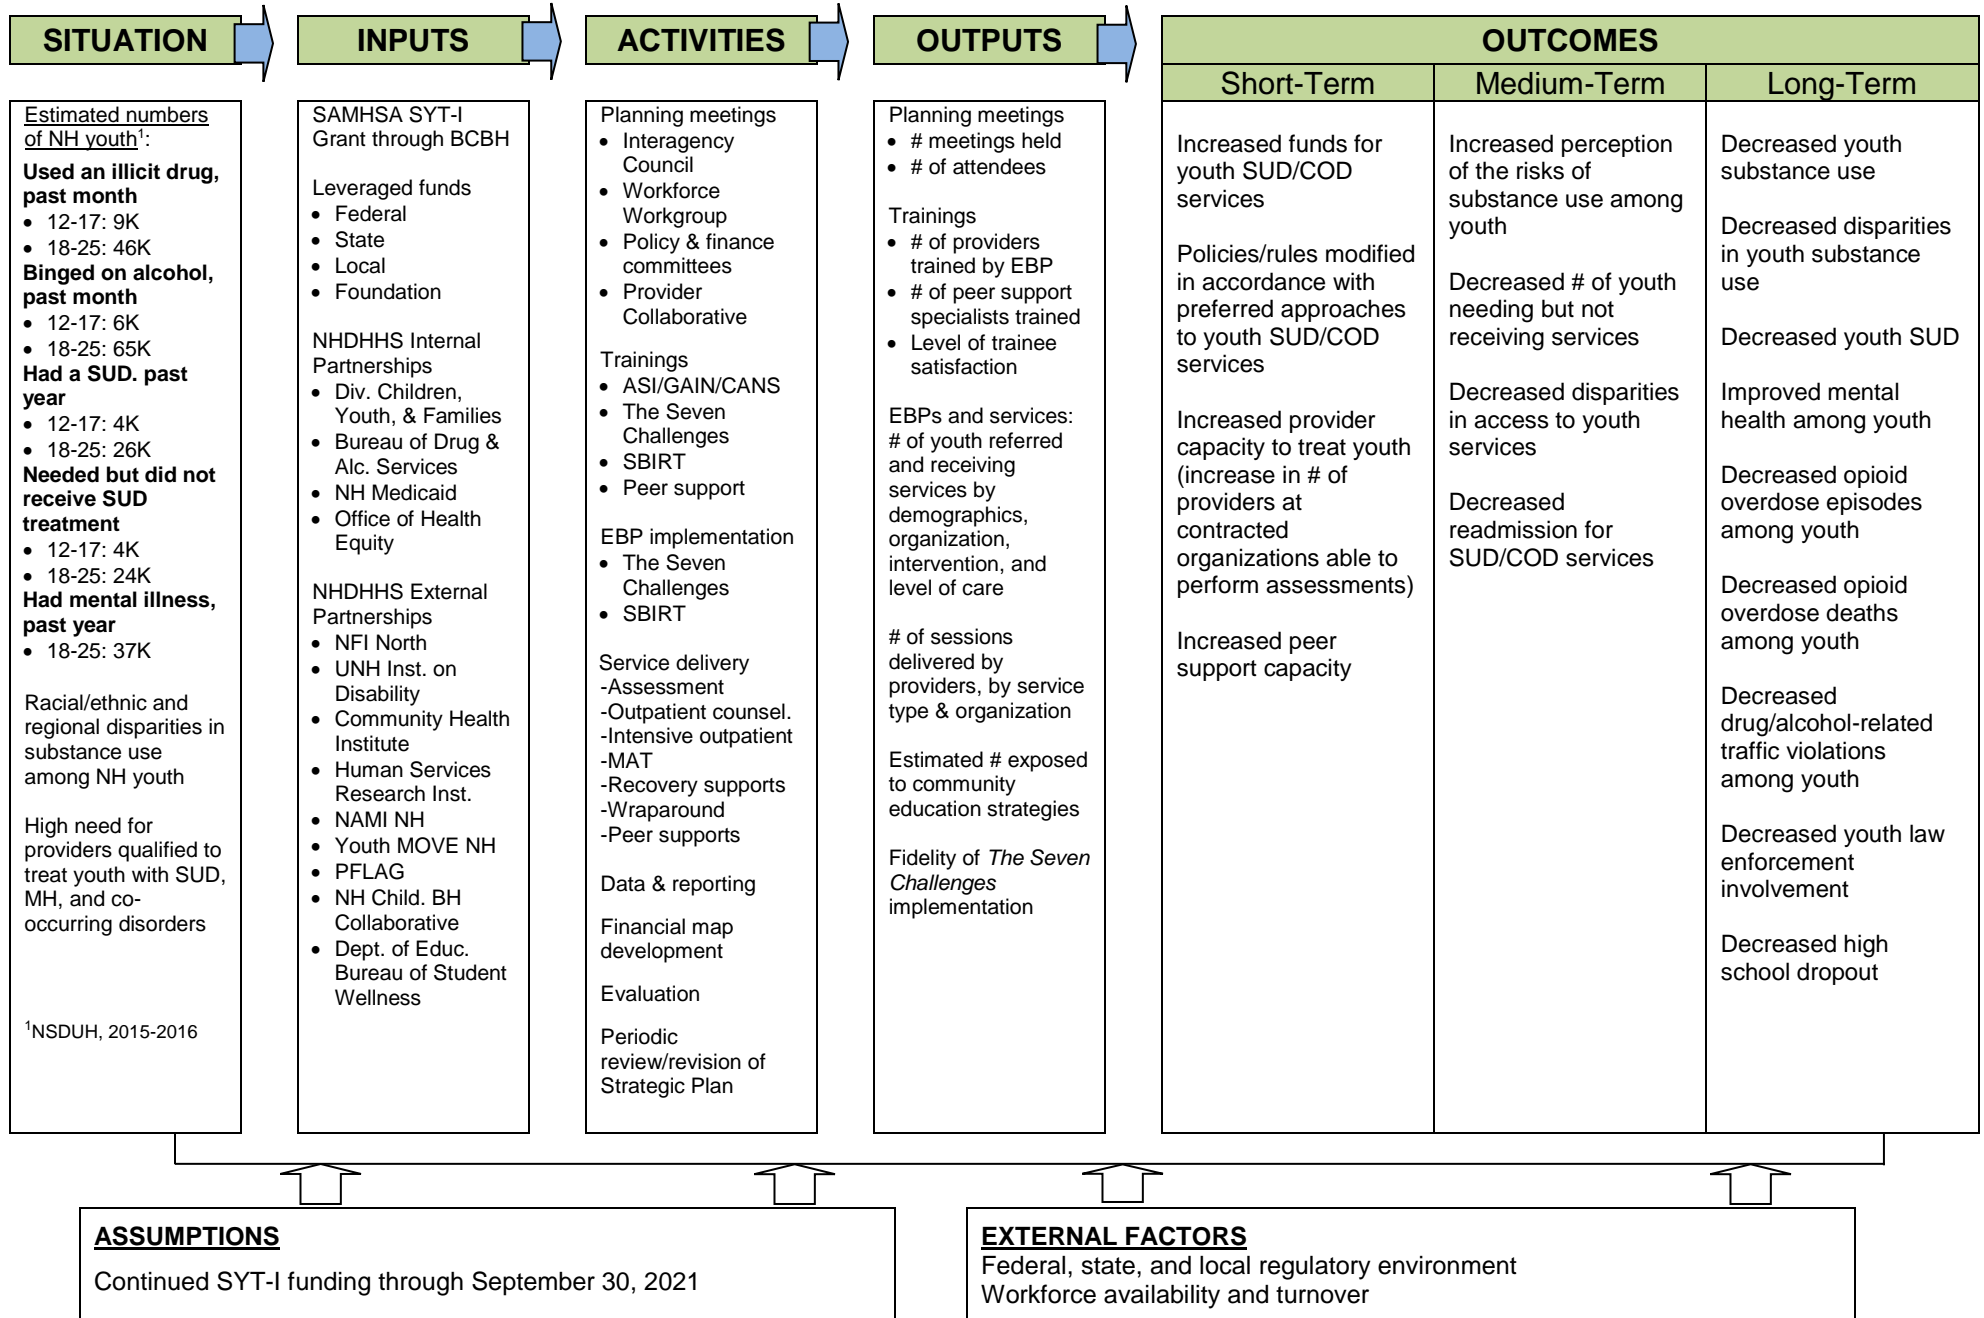 SITUATION
INPUTS
ACTIVITIES
OUTPUTS
OUTCOMES
Short-Term
Medium-Term
Long-Term
Estimated numbers
of NH youth¹:
Used an illicit drug,
past month
• 12-17: 9K
• 18-25: 46K
Binged on alcohol,
past month
• 12-17: 6K
• 18-25: 65K
Had a SUD. past
year
• 12-17: 4K
• 18-25: 26K
Needed but did not
receive SUD
treatment
• 12-17: 4K
• 18-25: 24K
Had mental illness,
past year
• 18-25: 37K
Racial/ethnic and
regional disparities in
substance use
among NH youth
High need for
providers qualified to
treat youth with SUD,
MH, and co-
occurring disorders
¹NSDUH, 2015-2016
SAMHSA SYT-I
Grant through BCBH
Leveraged funds
• Federal
• State
• Local
• Foundation
NHDHHS Internal
Partnerships
• Div. Children,
Youth, & Families
• Bureau of Drug &
Alc. Services
• NH Medicaid
• Office of Health
Equity
NHDHHS External
Partnerships
• NFI North
• UNH Inst. on
Disability
• Community Health
Institute
• Human Services
Research Inst.
• NAMI NH
• Youth MOVE NH
• PFLAG
• NH Child. BH
Collaborative
• Dept. of Educ.
Bureau of Student
Wellness
Planning meetings
• Interagency
Council
• Workforce
Workgroup
• Policy & finance
committees
• Provider
Collaborative
Trainings
• ASI/GAIN/CANS
• The Seven
Challenges
• SBIRT
• Peer support
EBP implementation
• The Seven
Challenges
• SBIRT
Service delivery
-Assessment
-Outpatient counsel.
-Intensive outpatient
-MAT
-Recovery supports
-Wraparound
-Peer supports
Data & reporting
Financial map
development
Evaluation
Periodic
review/revision of
Strategic Plan
Planning meetings
• # meetings held
• # of attendees
Trainings
• # of providers
trained by EBP
• # of peer support
specialists trained
• Level of trainee
satisfaction
EBPs and services:
# of youth referred
and receiving
services by
demographics,
organization,
intervention, and
level of care
# of sessions
delivered by
providers, by service
type & organization
Estimated # exposed
to community
education strategies
Fidelity of The Seven
Challenges
implementation
Increased funds for
youth SUD/COD
services
Policies/rules modified
in accordance with
preferred approaches
to youth SUD/COD
services
Increased provider
capacity to treat youth
(increase in # of
providers at
contracted
organizations able to
perform assessments)
Increased peer
support capacity
Increased perception
of the risks of
substance use among
youth
Decreased # of youth
needing but not
receiving services
Decreased disparities
in access to youth
services
Decreased
readmission for
SUD/COD services
Decreased youth
substance use
Decreased disparities
in youth substance
use
Decreased youth SUD
Improved mental
health among youth
Decreased opioid
overdose episodes
among youth
Decreased opioid
overdose deaths
among youth
Decreased
drug/alcohol-related
traffic violations
among youth
Decreased youth law
enforcement
involvement
Decreased high
school dropout
ASSUMPTIONS
Continued SYT-I funding through September 30, 2021
EXTERNAL FACTORS
Federal, state, and local regulatory environment
Workforce availability and turnover